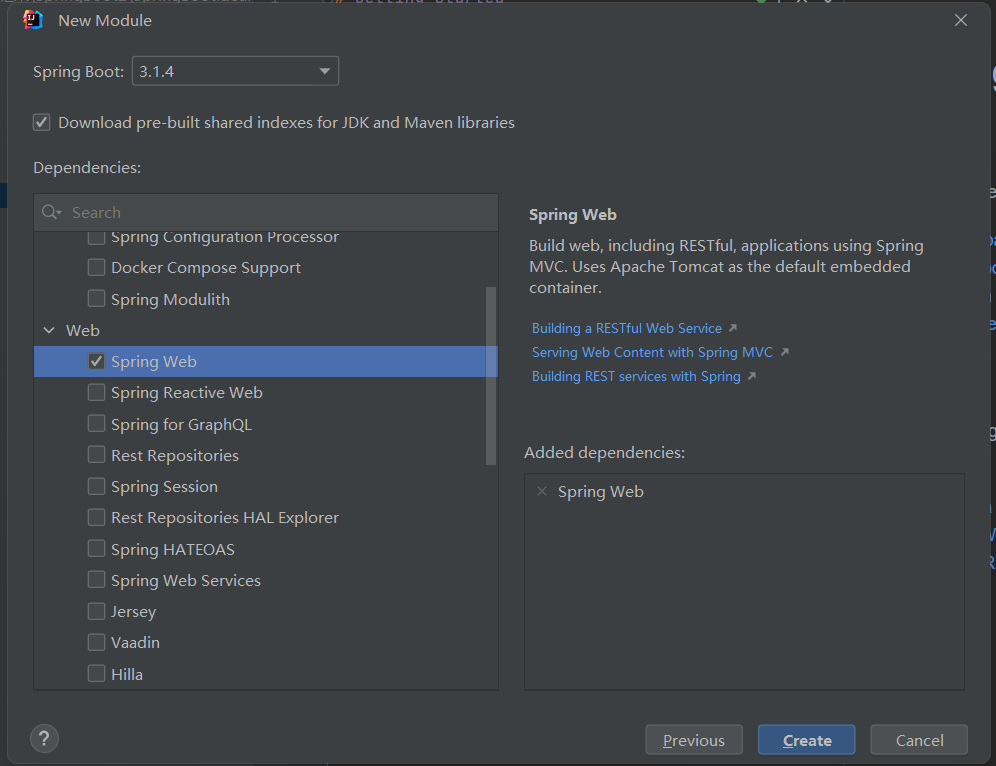 New Module
Spring Boot:
3.1.4
Download pre-built shared indexes for JDK and Maven libraries
Dependencies:
Search
Spring Configuration Processor
Docker Compose Support
Spring Modulith
Web
Spring Web
Spring Reactive Web
Spring for GraphQL
Rest Repositories
Spring Session
Rest Repositories HAL Explorer
Spring HATEOAS
Spring Web Services
Jersey
Vaadin
Hilla
Spring Web
Build web, including RESTful, applications using Spring
MVC. Uses Apache Tomcat as the default embedded
container.
Building a RESTful Web Service
Serving Web Content with Spring MVC
Building REST services with Spring
Added dependencies:
Spring Web
?
Previous
Create
Cancel